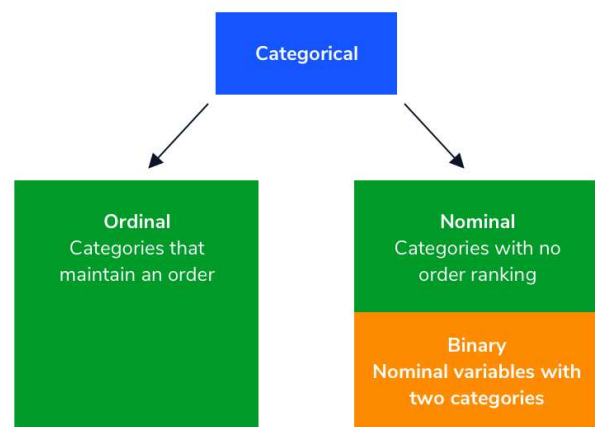 Categorical
Ordinal
Categories that
maintain an order
Nominal
Categories with no
order ranking
Binary
Nominal variables with
two categories